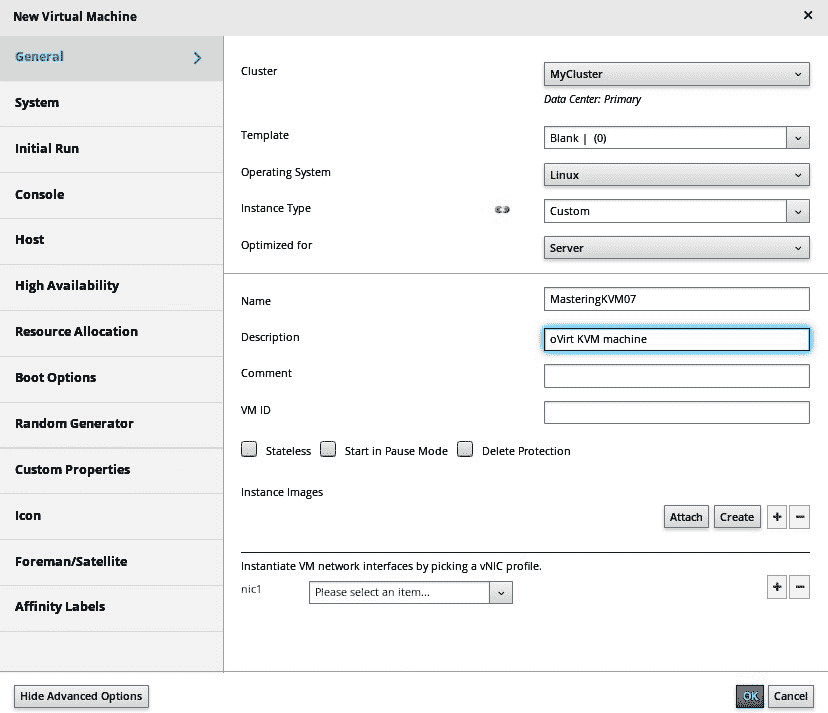 New Virtual Machine
General
System
Initial Run
Console
Host
High Availability
Resource Allocation
Boot Options
Random Generator
Custom Properties
Icon
Foreman/Satellite
Affinity Labels
Cluster
MyCluster
Data Center: Primary
Template
Blank | (0)
Operating System
Linux
Instance Type
Custom
Optimized for
Server
Name
MasteringKVM07
Description
oVirt KVM machine
Comment
VM ID
Stateless Start in Pause Mode Delete Protection
Instance Images
Attach Create + -
Instantiate VM network interfaces by picking a vNIC profile.
nic1 Please select an item... + -
Hide Advanced Options OK Cancel